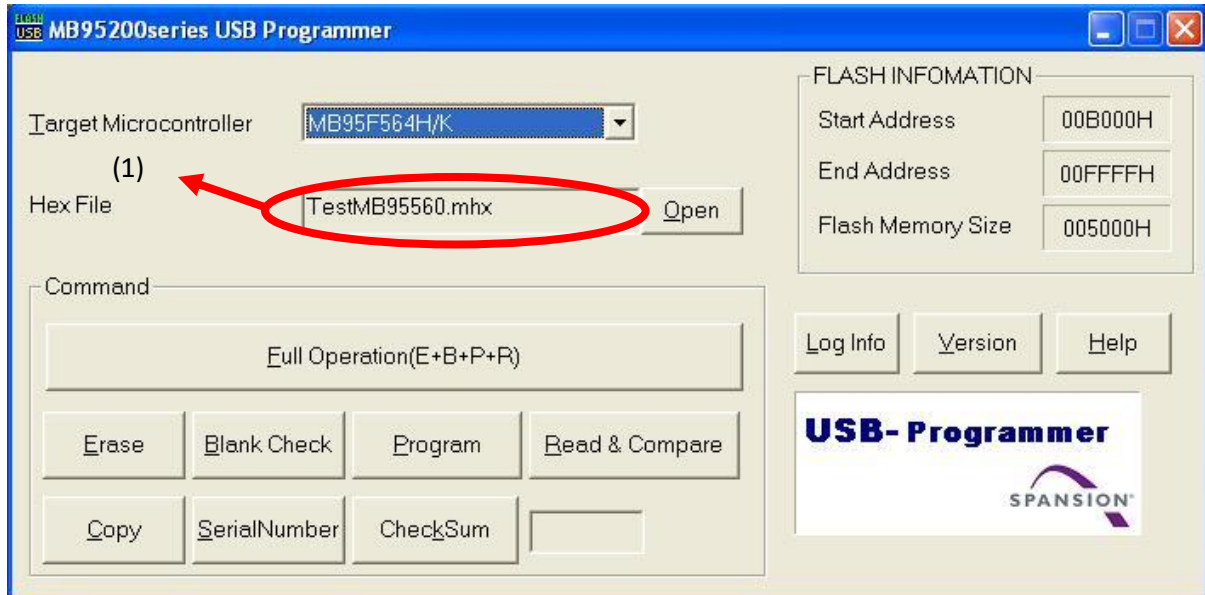 FLASH
USB MB95200series USB Programmer
Target Microcontroller MB95F564H/K
(1)
Hex File TestMB95560.mhx Open
FLASH INFOMATION
Start Address 00B000H
End Address 00FFFFH
Flash Memory Size 005000H
Command
Full Operation(E+B+P+R)
Erase Blank Check Program Read & Compare
Copy SerialNumber CheckSum
Log Info Version Help
USB-Programmer
SPANSION